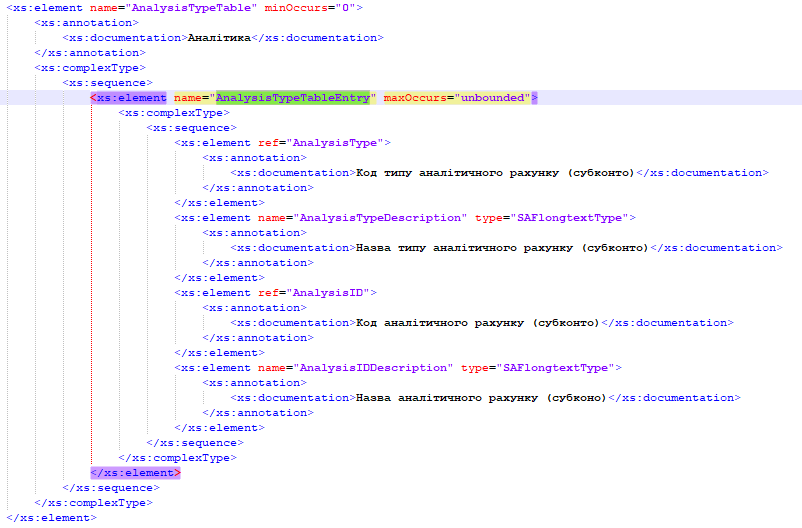 <xs:element name="AnalysisTypeTable" minOccurs="0">
<xs:annotation>
<xs:documentation>Аналітика</xs:documentation>
</xs:annotation>
<xs:complexType>
<xs:sequence>
<xs:element name="AnalysisTypeTableEntry" maxOccurs="unbounded">
<xs:complexType>
<xs:sequence>
<xs:element ref="AnalysisType">
<xs:annotation>
<xs:documentation>Код типу аналітичного рахунку (субконто)</xs:documentation>
</xs:annotation>
</xs:element>
<xs:element name="AnalysisTypeDescription" type="SAFlongtextType">
<xs:annotation>
<xs:documentation>Назва типу аналітичного рахунку (субконто)</xs:documentation>
</xs:annotation>
</xs:element>
<xs:element ref="AnalysisID">
<xs:annotation>
<xs:documentation>Код аналітичного рахунку (субконто)</xs:documentation>
</xs:annotation>
</xs:element>
<xs:element name="AnalysisIDDescription" type="SAFlongtextType">
<xs:annotation>
<xs:documentation>Назва аналітичного рахунку (субконо)</xs:documentation>
</xs:annotation>
</xs:element>
</xs:sequence>
</xs:complexType>
</xs:element>
</xs:sequence>
</xs:complexType>
</xs:element>